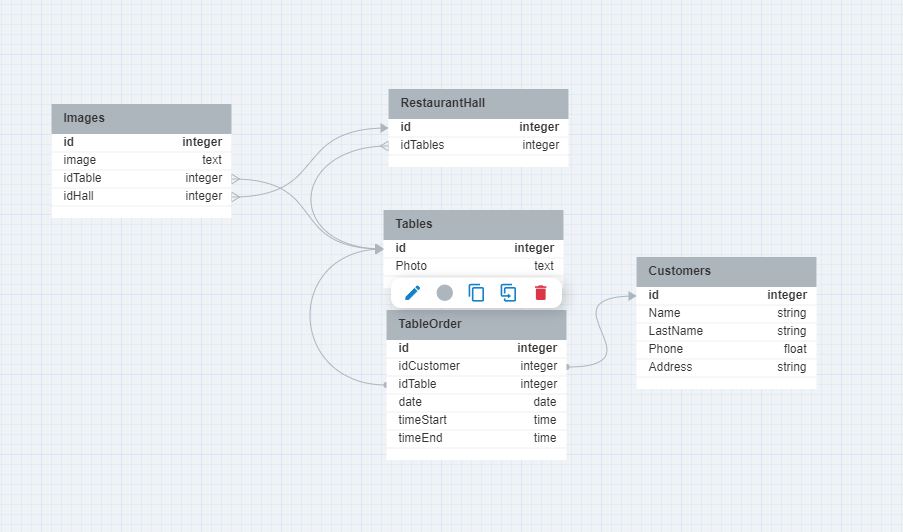 Images
id integer
image text
idTable integer
idHall integer
RestaurantHall
id integer
idTables integer
Tables
id integer
Photo text
TableOrder
id integer
idCustomer integer
idTable integer
date date
timeStart time
timeEnd time
Customers
id integer
Name string
LastName string
Phone float
Address string